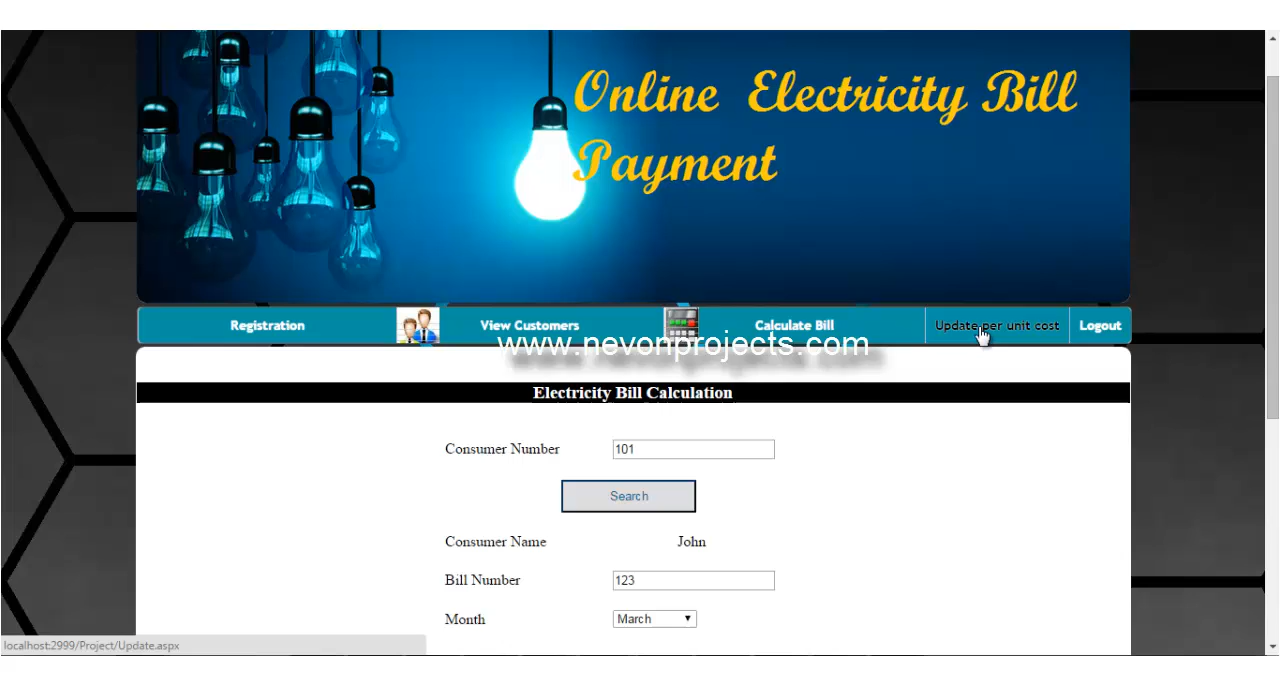 Online Electricity Bill
Payment
Registration View Customers Calculate Bill Update per unit cost Logout
www.nevonprojects.com
Electricity Bill Calculation
Consumer Number 101
Search
Consumer Name John
Bill Number 123
Month March
localhost:2999/Project/Update.aspx